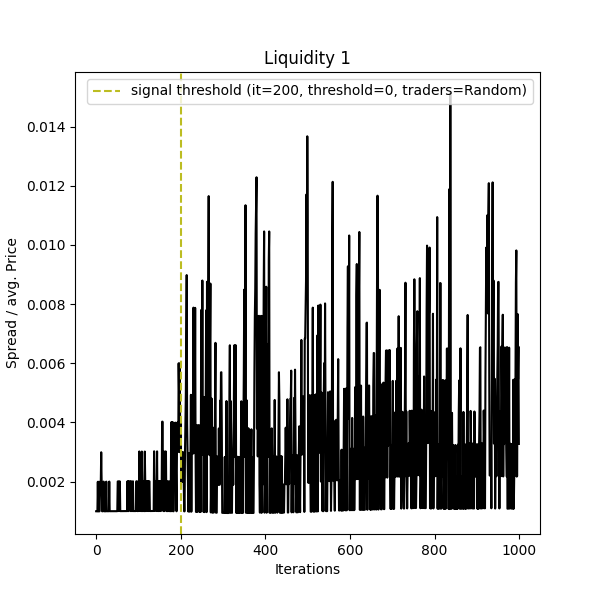 Liquidity 1
signal threshold (it=200, threshold=0, traders=Random)
0.014
0.012
0.010
0.008
0.006
0.004
0.002
Spread / avg. Price
0 200 400 600 800 1000
Iterations